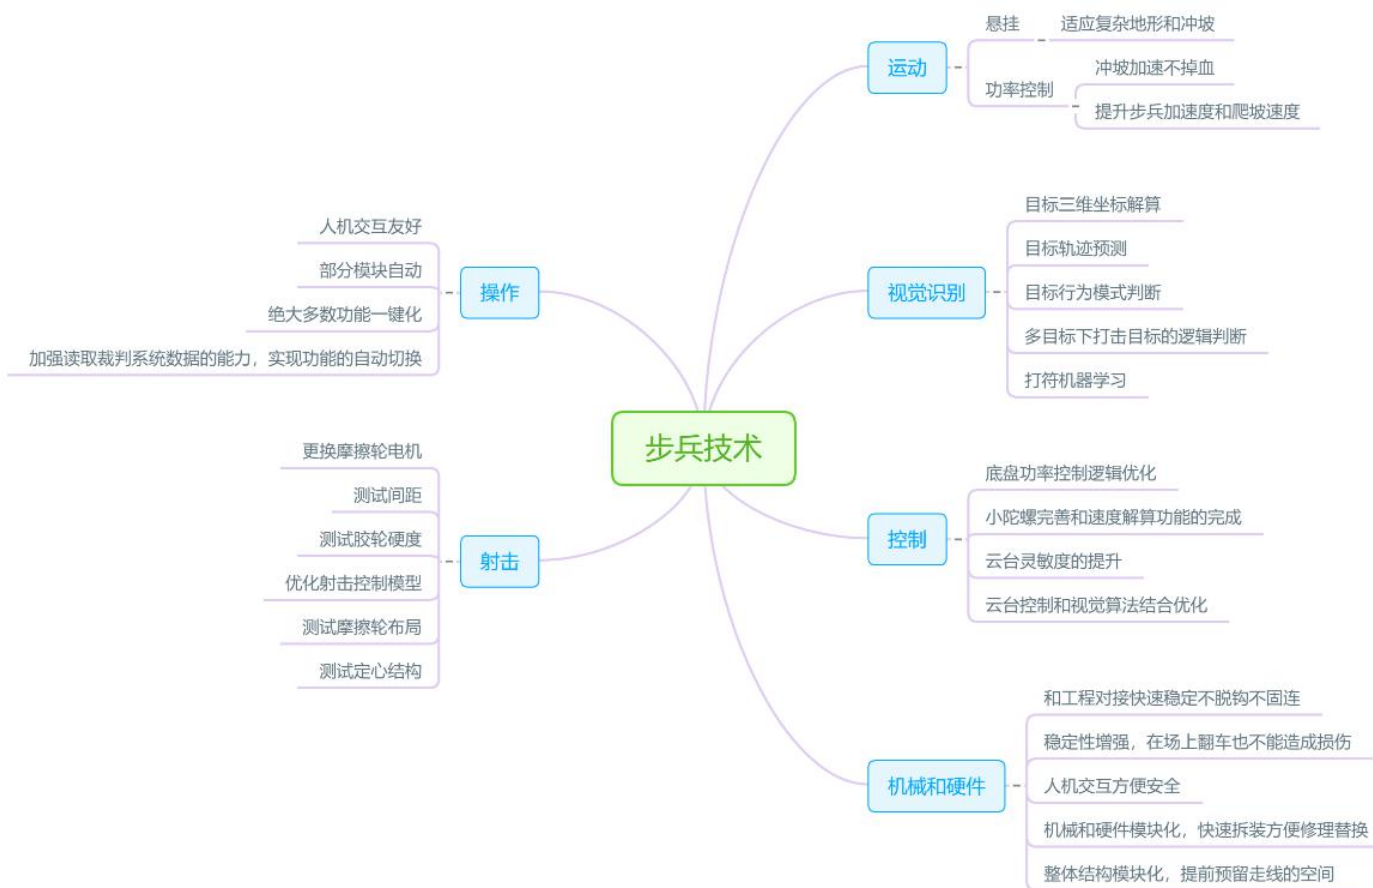 步兵技术
运动
悬挂
适应复杂地形和冲坡
功率控制
冲坡加速不掉血
提升步兵加速度和爬坡速度
视觉识别
目标三维坐标解算
目标轨迹预测
目标行为模式判断
多目标下打击目标的逻辑判断
打符机器学习
控制
底盘功率控制逻辑优化
小陀螺完善和速度解算功能的完成
云台灵敏度的提升
云台控制和视觉算法结合优化
机械和硬件
和工程对接快速稳定不脱钩不固连
稳定性增强，在场上翻车也不能造成损伤
人机交互方便安全
机械和硬件模块化，快速拆装方便修理替换
整体结构模块化，提前预留走线的空间
操作
人机交互友好
部分模块自动
绝大多数功能一键化
加强读取裁判系统数据的能力，实现功能的自动切换
射击
更换摩擦轮电机
测试间距
测试胶轮硬度
优化射击控制模型
测试摩擦轮布局
测试定心结构